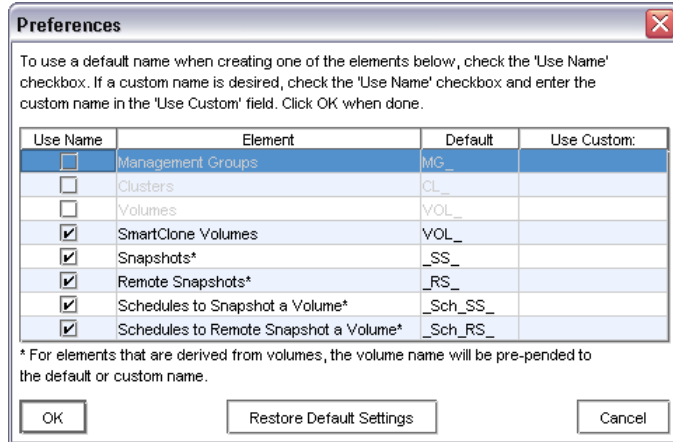 Preferences
To use a default name when creating one of the elements below, check the 'Use Name'
checkbox. If a custom name is desired, check the 'Use Name' checkbox and enter the
custom name in the 'Use Custom' field. Click OK when done.
Use Name Element Default Use Custom:
Management Groups MG_
Clusters CL_
Volumes VOL_
SmartClone Volumes VOL_
Snapshots* _SS_
Remote Snapshots* _RS_
Schedules to Snapshot a Volume* _Sch_SS_
Schedules to Remote Snapshot a Volume* _Sch_RS_
* For elements that are derived from volumes, the volume name will be pre-pended to
the default or custom name.
OK Restore Default Settings Cancel